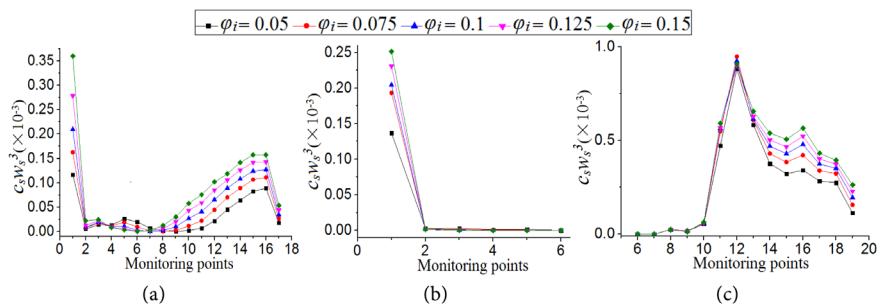 φi= 0.05 φi= 0.075 φi= 0.1 φi= 0.125 φi= 0.15
csws3(×10-3)
0.35
0.30
0.25
0.20
0.15
0.10
0.05
0.00
0 2 4 6 8 10 12 14 16 18
Monitoring points
(a)
csws3(×10-3)
0.25
0.20
0.15
0.10
0.05
0.00
0 2 4 6
Monitoring points
(b)
csws3(×10-3)
1.0
0.5
0.0
6 8 10 12 14 16 18 20
Monitoring points
(c)